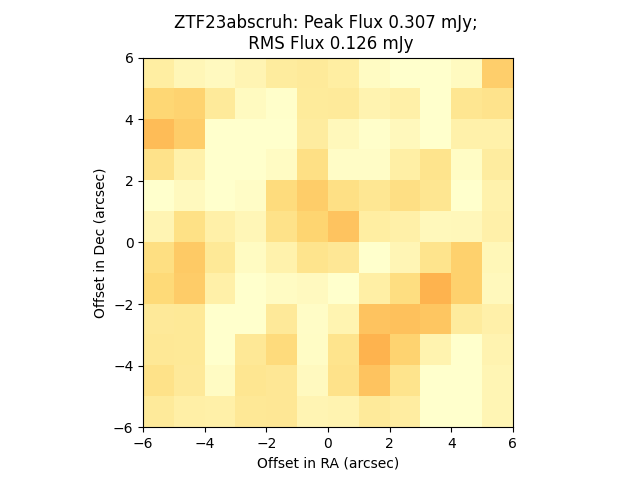 ZTF23abscruh: Peak Flux 0.307 mJy;
RMS Flux 0.126 mJy
6
4
2
0
−2
−4
−6
Offset in Dec (arcsec)
−6 −4 −2 0 2 4 6
Offset in RA (arcsec)